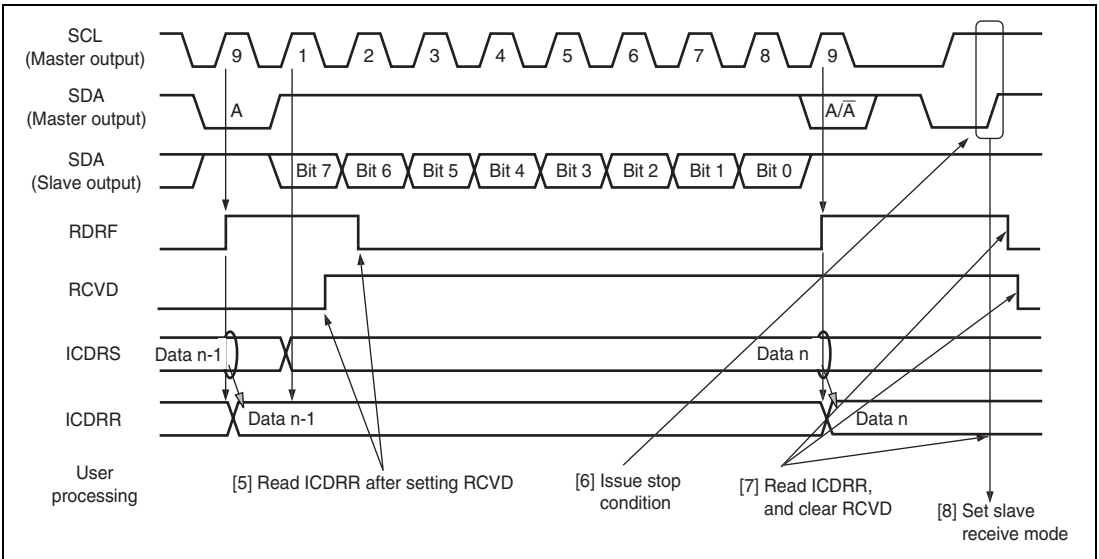 SCL
(Master output)
9 1 2 3 4 5 6 7 8 9
SDA
(Master output)
A A/A̅
SDA
(Slave output)
Bit 7 Bit 6 Bit 5 Bit 4 Bit 3 Bit 2 Bit 1 Bit 0
RDRF
RCVD
ICDRS
Data n-1 Data n
ICDRR
Data n-1 Data n
User
processing
[5] Read ICDRR after setting RCVD
[6] Issue stop
condition
[7] Read ICDRR,
and clear RCVD
[8] Set slave
receive mode